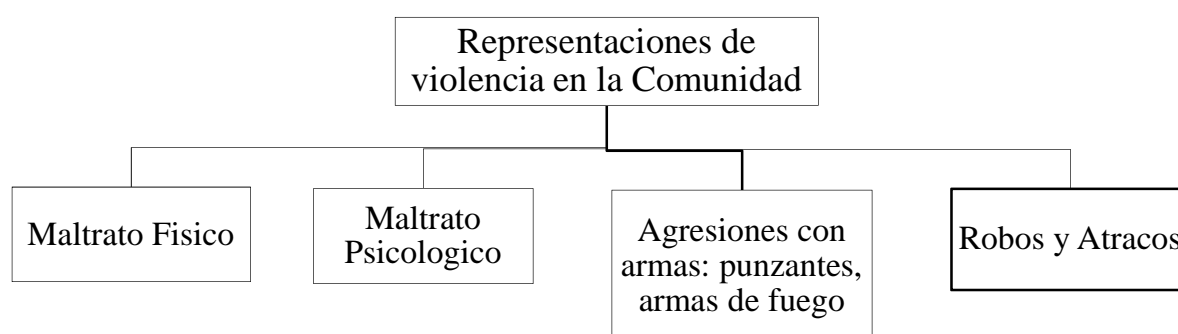 Representaciones de
violencia en la Comunidad
Maltrato Fisico
Maltrato
Psicologico
Agresiones con
armas: punzantes,
armas de fuego
Robos y Atracos